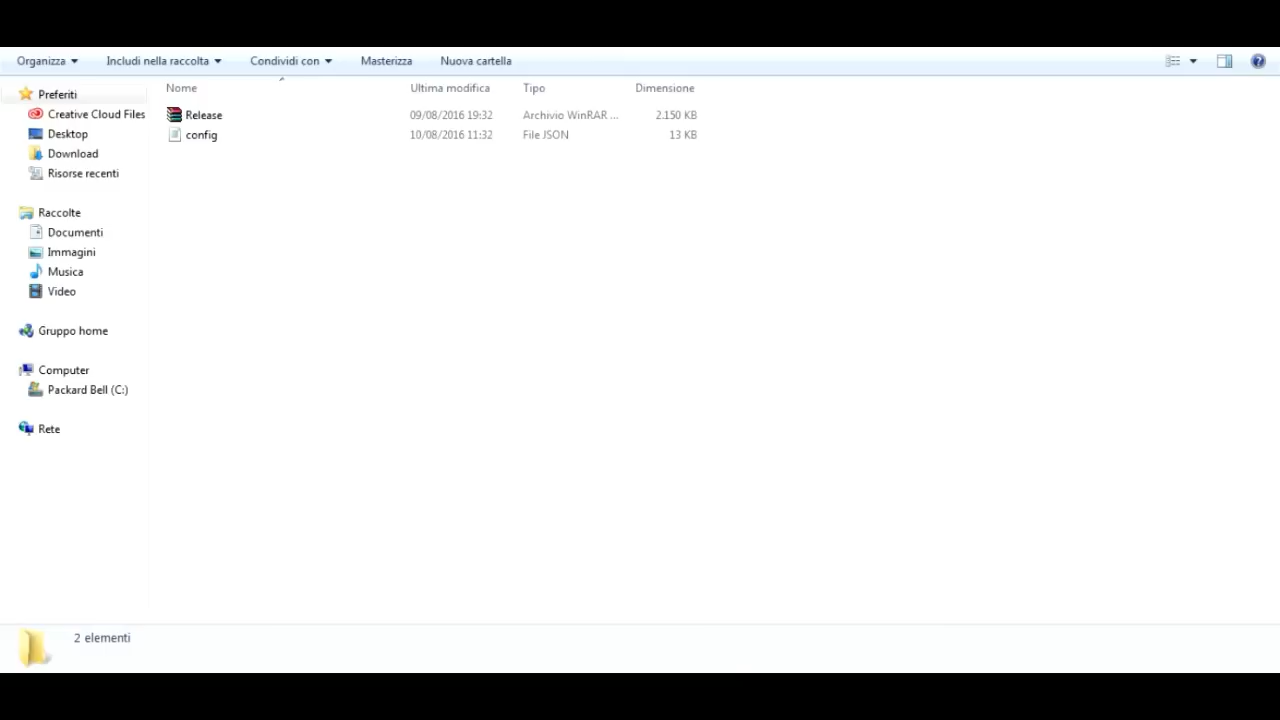 Organizza Includi nella raccolta Condividi con Masterizza Nuova cartella
Nome Ultima modifica Tipo Dimensione
Preferiti
Creative Cloud Files
Desktop
Download
Risorse recenti
Raccolte
Documenti
Immagini
Musica
Video
Gruppo home
Computer
Packard Bell (C:)
Rete
Release 09/08/2016 19:32 Archivio WinRAR ... 2.150 KB
config 10/08/2016 11:32 File JSON 13 KB
2 elementi